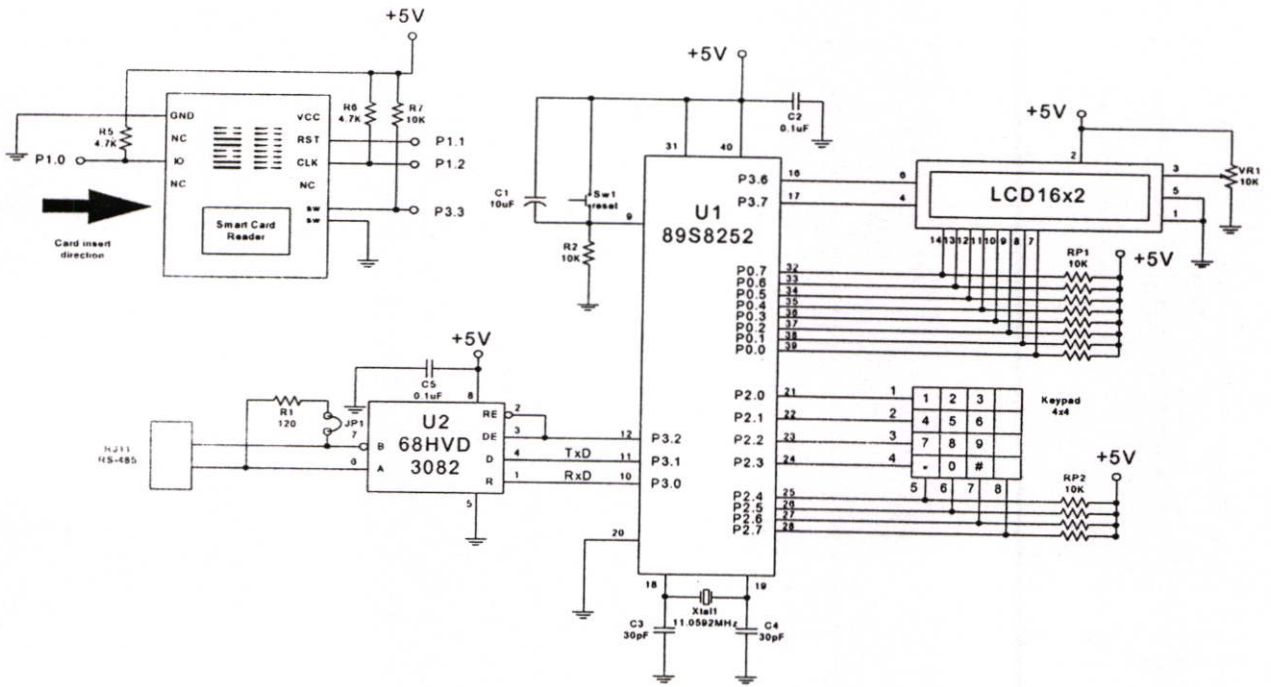 +5V
GND
NC
IO
NC
VCC
RST
CLK
NC
sw
sw
R5
4.7K
R6
4.7K
R7
10K
P1.0
P1.1
P1.2
P3.3
Card insert
direction
Smart Card
Reader
+5V
C2
0.1uF
C1
10uF
Sw1
reset
R2
10K
9
31
40
U1
89S8252
P3.6
P3.7
16
17
6
4
+5V
2
LCD16x2
3
5
1
VR1
10K
14
13
12
11
10
9
8
7
P0.7
P0.6
P0.5
P0.4
P0.3
P0.2
P0.1
P0.0
32
33
34
35
36
37
38
39
RP1
10K
+5V
P2.0
P2.1
P2.2
P2.3
21
22
23
24
1
2
3
4
1 2 3
4 5 6
7 8 9
0 #
5 6 7 8
Keypad
4x4
P2.4
P2.5
P2.6
P2.7
25
26
27
28
RP2
10K
+5V
+5V
C5
0.1uF
8
U2
68HVD
3082
RE
DE
D
R
2
3
4
1
TxD
RxD
12
11
10
P3.2
P3.1
P3.0
B
A
7
6
5
R1
120
JP1
RJ11
RS-485
20
18
19
Xtal1
11.0592MHz
C3
30pF
C4
30pF